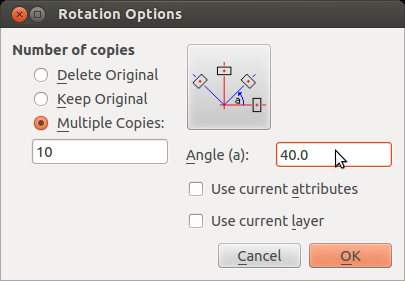 Rotation Options
Number of copies
Delete Original
Keep Original
Multiple Copies:
10
a
Angle (a): 40.0
Use current attributes
Use current layer
Cancel OK